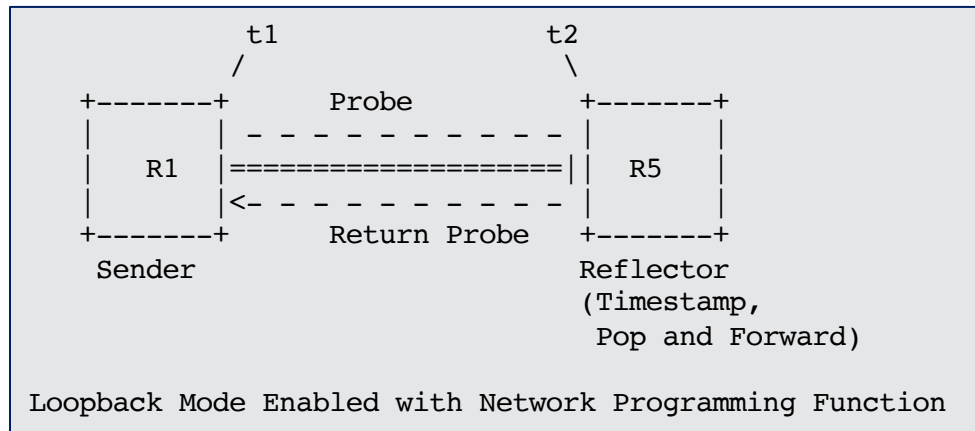 t1 t2
Probe
R1 R5
Return Probe
Sender Reflector
(Timestamp,
Pop and Forward)
Loopback Mode Enabled with Network Programming Function